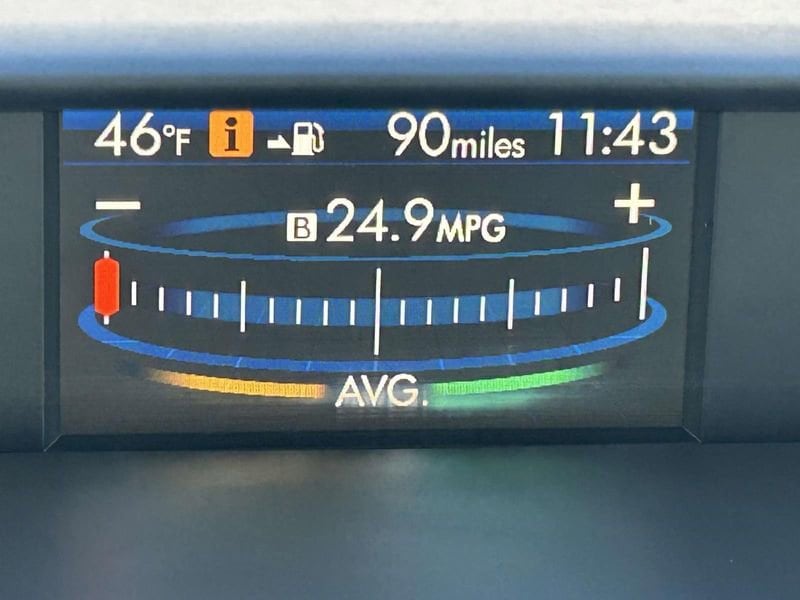 46°F i 90miles 11:43
− +
B 24.9MPG
AVG.